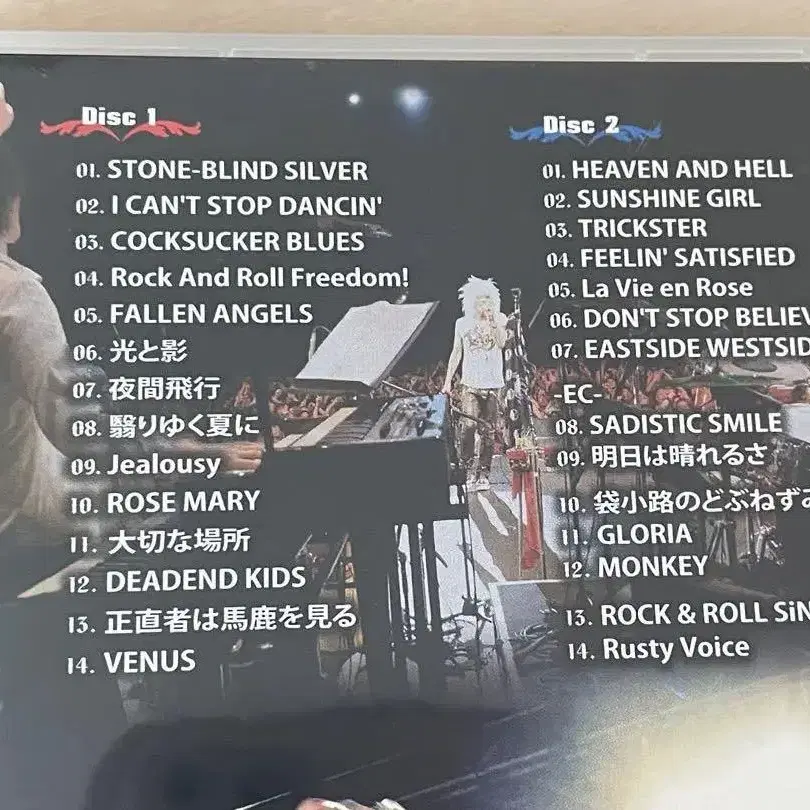 Disc 1
01. STONE-BLIND SILVER
02. I CAN'T STOP DANCIN'
03. COCKSUCKER BLUES
04. Rock And Roll Freedom!
05. FALLEN ANGELS
06. 光と影
07. 夜間飛行
08. 翳りゆく夏に
09. Jealousy
10. ROSE MARY
11. 大切な場所
12. DEADEND KIDS
13. 正直者は馬鹿を見る
14. VENUS
Disc 2
01. HEAVEN AND HELL
02. SUNSHINE GIRL
03. TRICKSTER
04. FEELIN' SATISFIED
05. La Vie en Rose
06. DON'T STOP BELIEV
07. EASTSIDE WESTSID
-EC-
08. SADISTIC SMILE
09. 明日は晴れるさ
10. 袋小路のどぶねずみ
11. GLORIA
12. MONKEY
13. ROCK & ROLL SiN
14. Rusty Voice